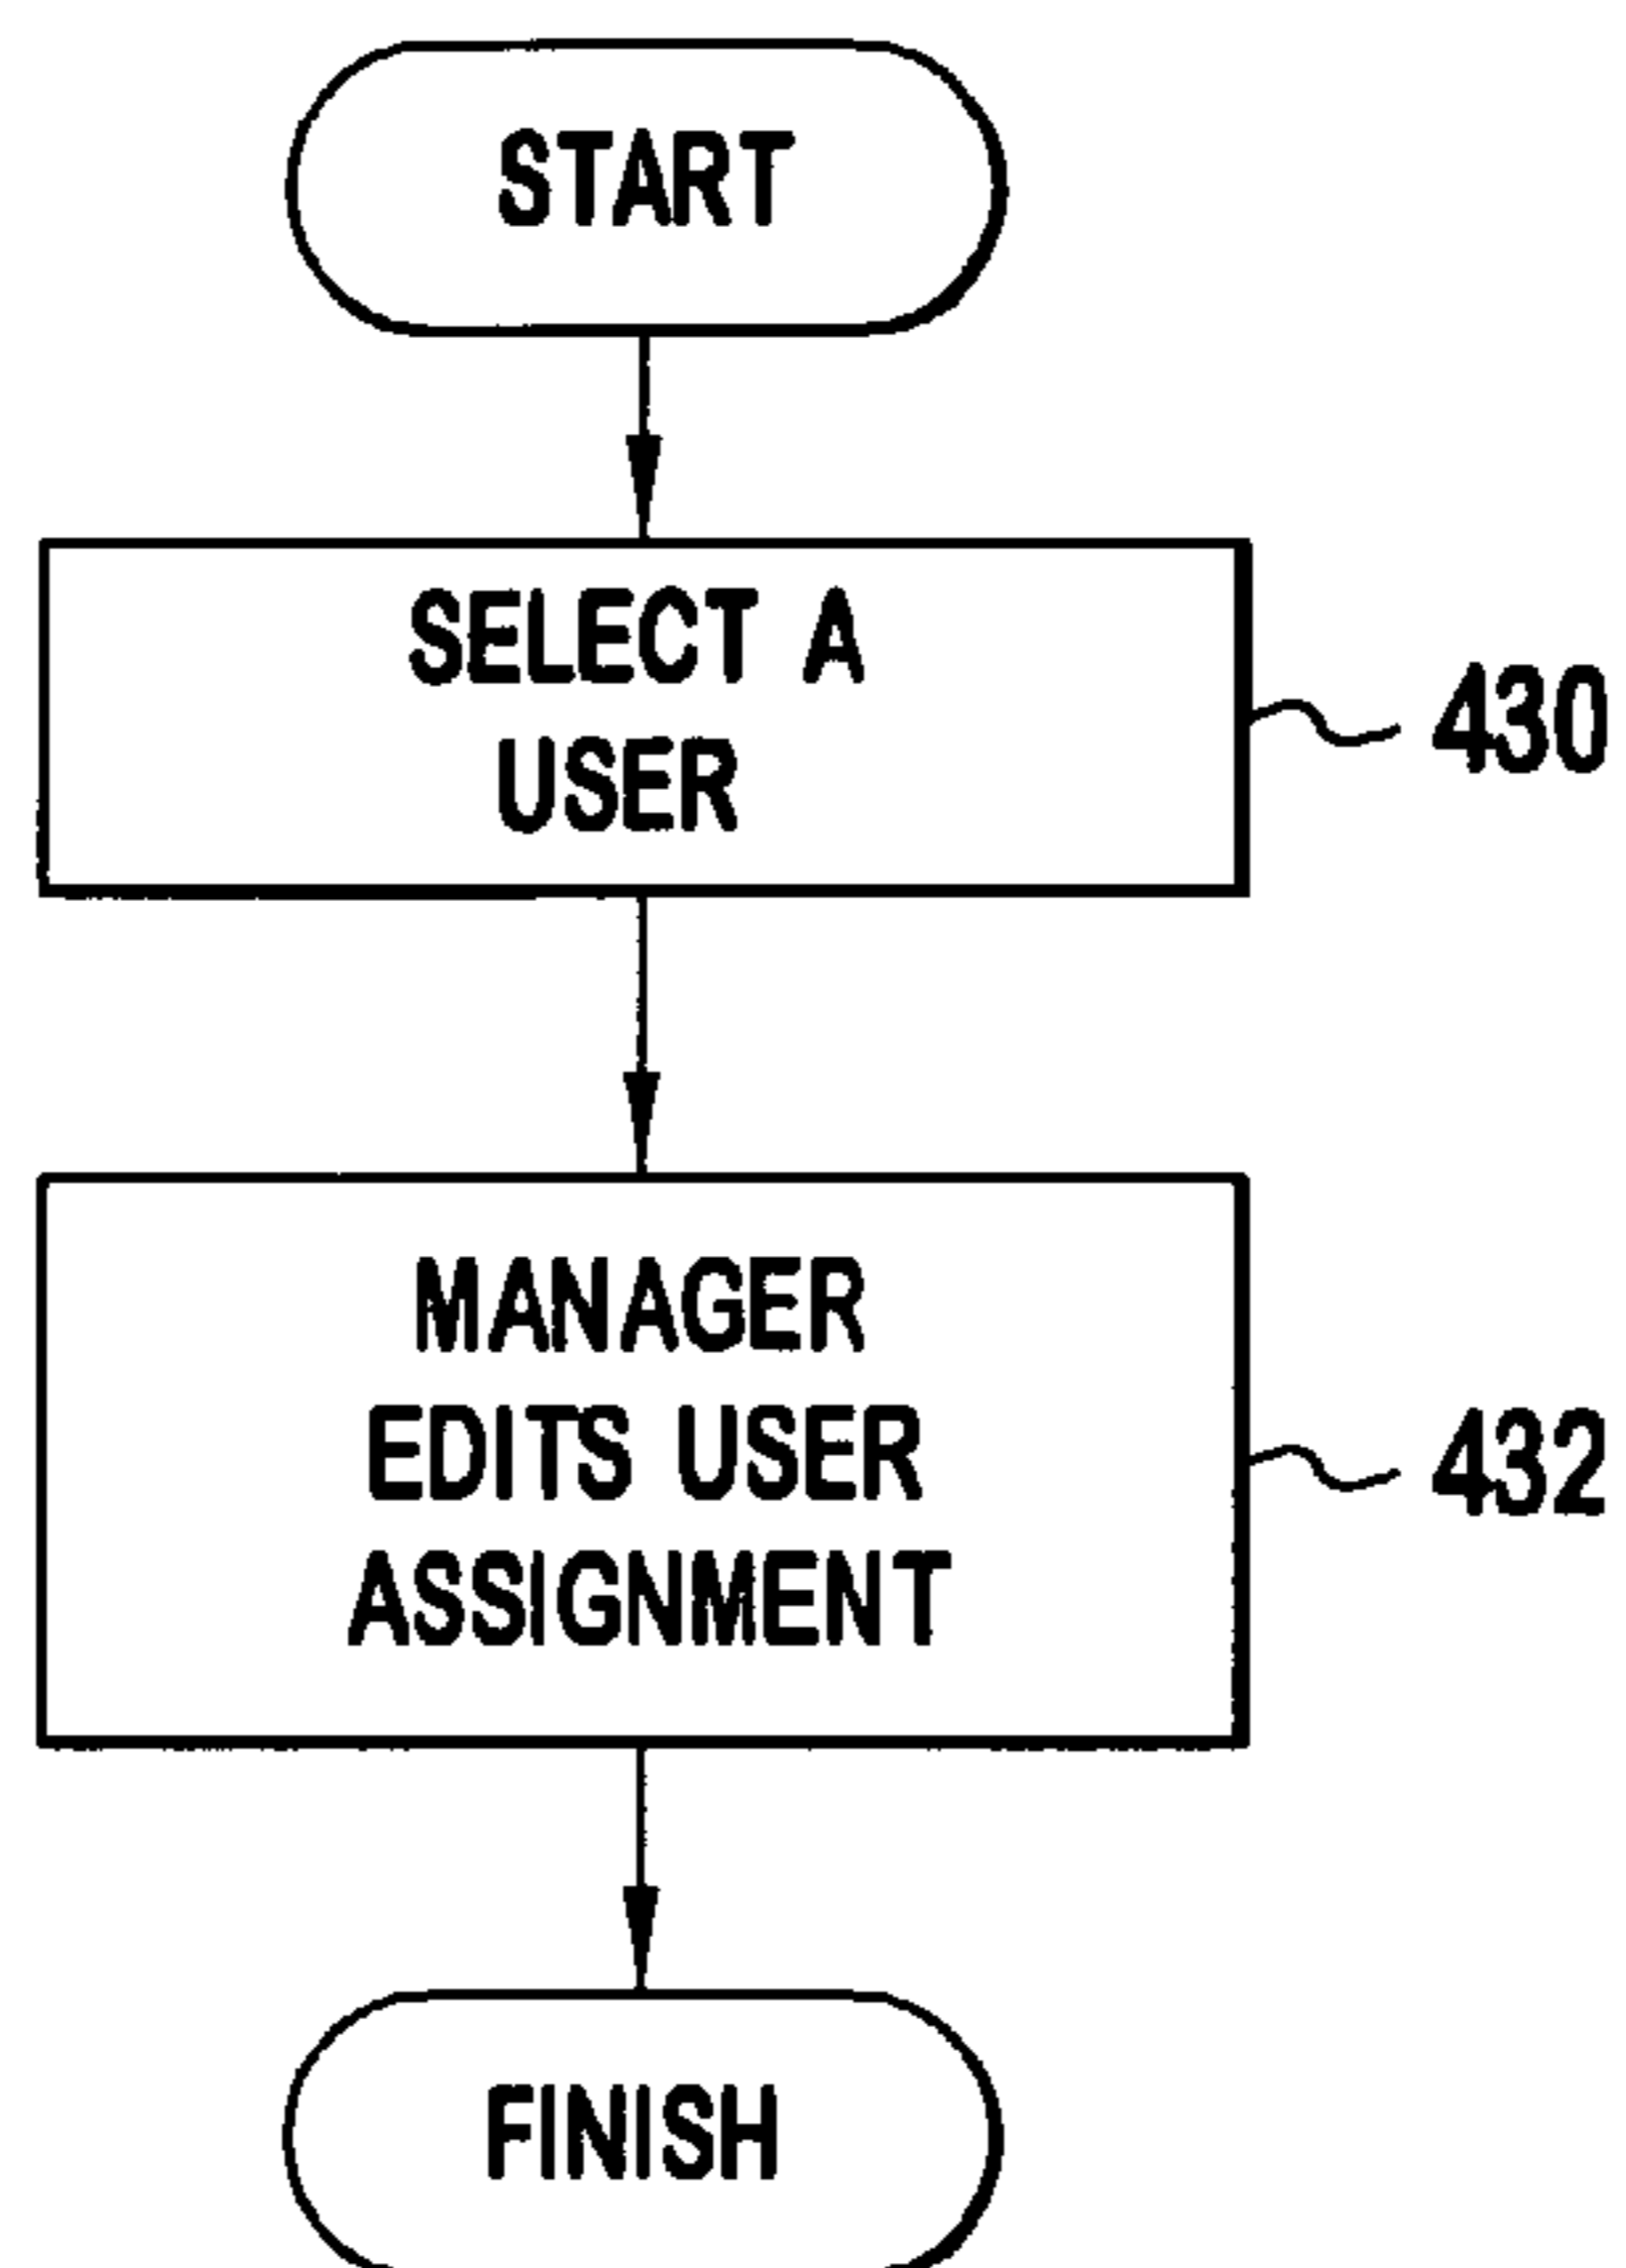 START
SELECT A
USER
430
MANAGER
EDITS USER
ASSIGNMENT
432
FINISH